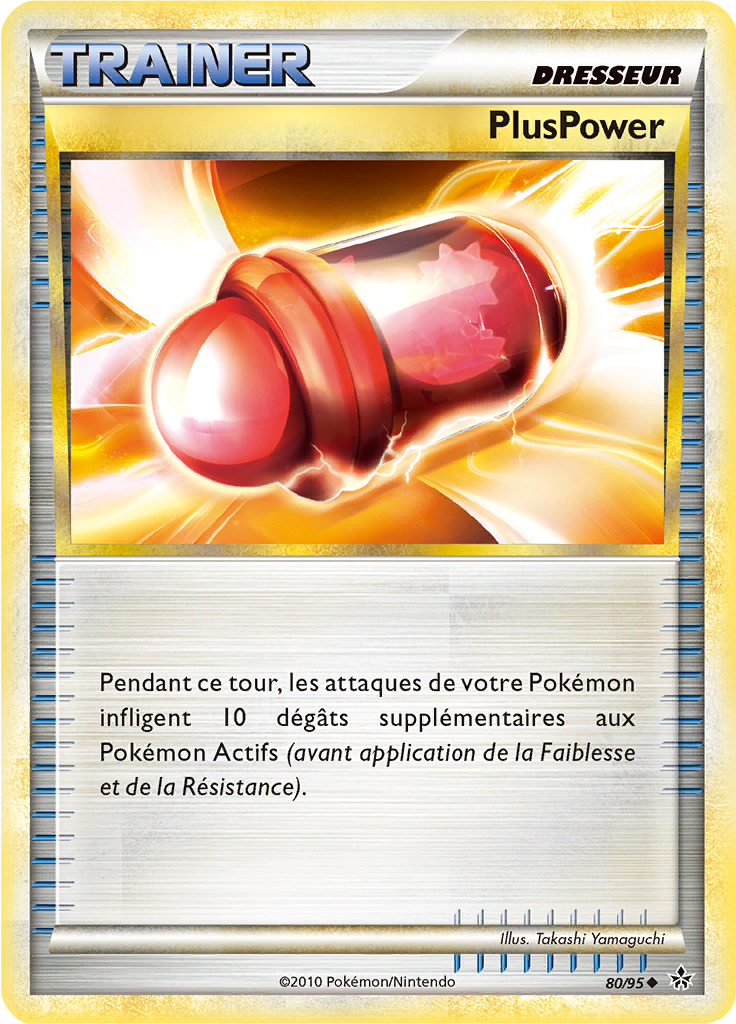 TRAINER
DRESSEUR
PlusPower
Pendant ce tour, les attaques de votre Pokémon
infligent 10 dégâts supplémentaires aux
Pokémon Actifs (avant application de la Faiblesse
et de la Résistance).
Illus. Takashi Yamaguchi
©2010 Pokémon/Nintendo
80/95 ◆